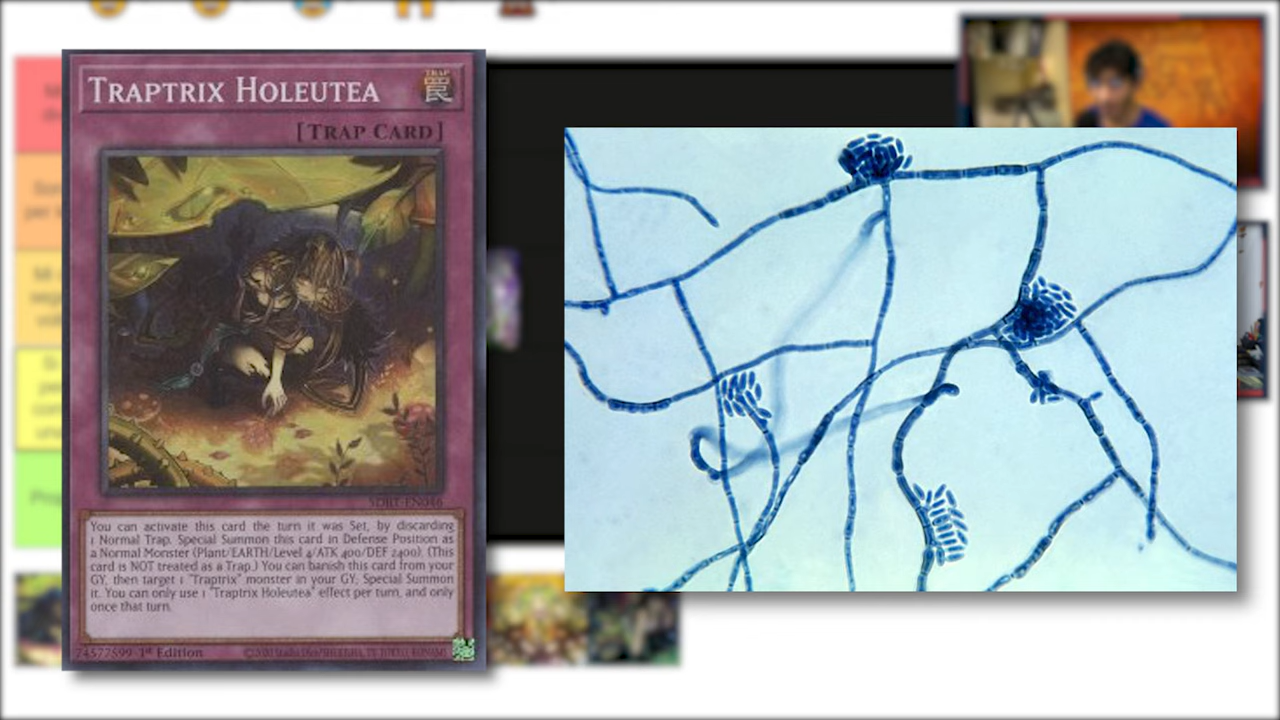 TRAPTRIX HOLEUTEA
TRAP
罠
[TRAP CARD]
SDBT-EN046
You can activate this card the turn it was Set, by discarding
1 Normal Trap. Special Summon this card in Defense Position as
a Normal Monster (Plant/EARTH/Level 4/ATK 400/DEF 2400). (This
card is NOT treated as a Trap.) You can banish this card from your
GY, then target 1 "Traptrix" monster in your GY; Special Summon
it. You can only use 1 "Traptrix Holeutea" effect per turn, and only
once that turn.
24577599 1st Edition